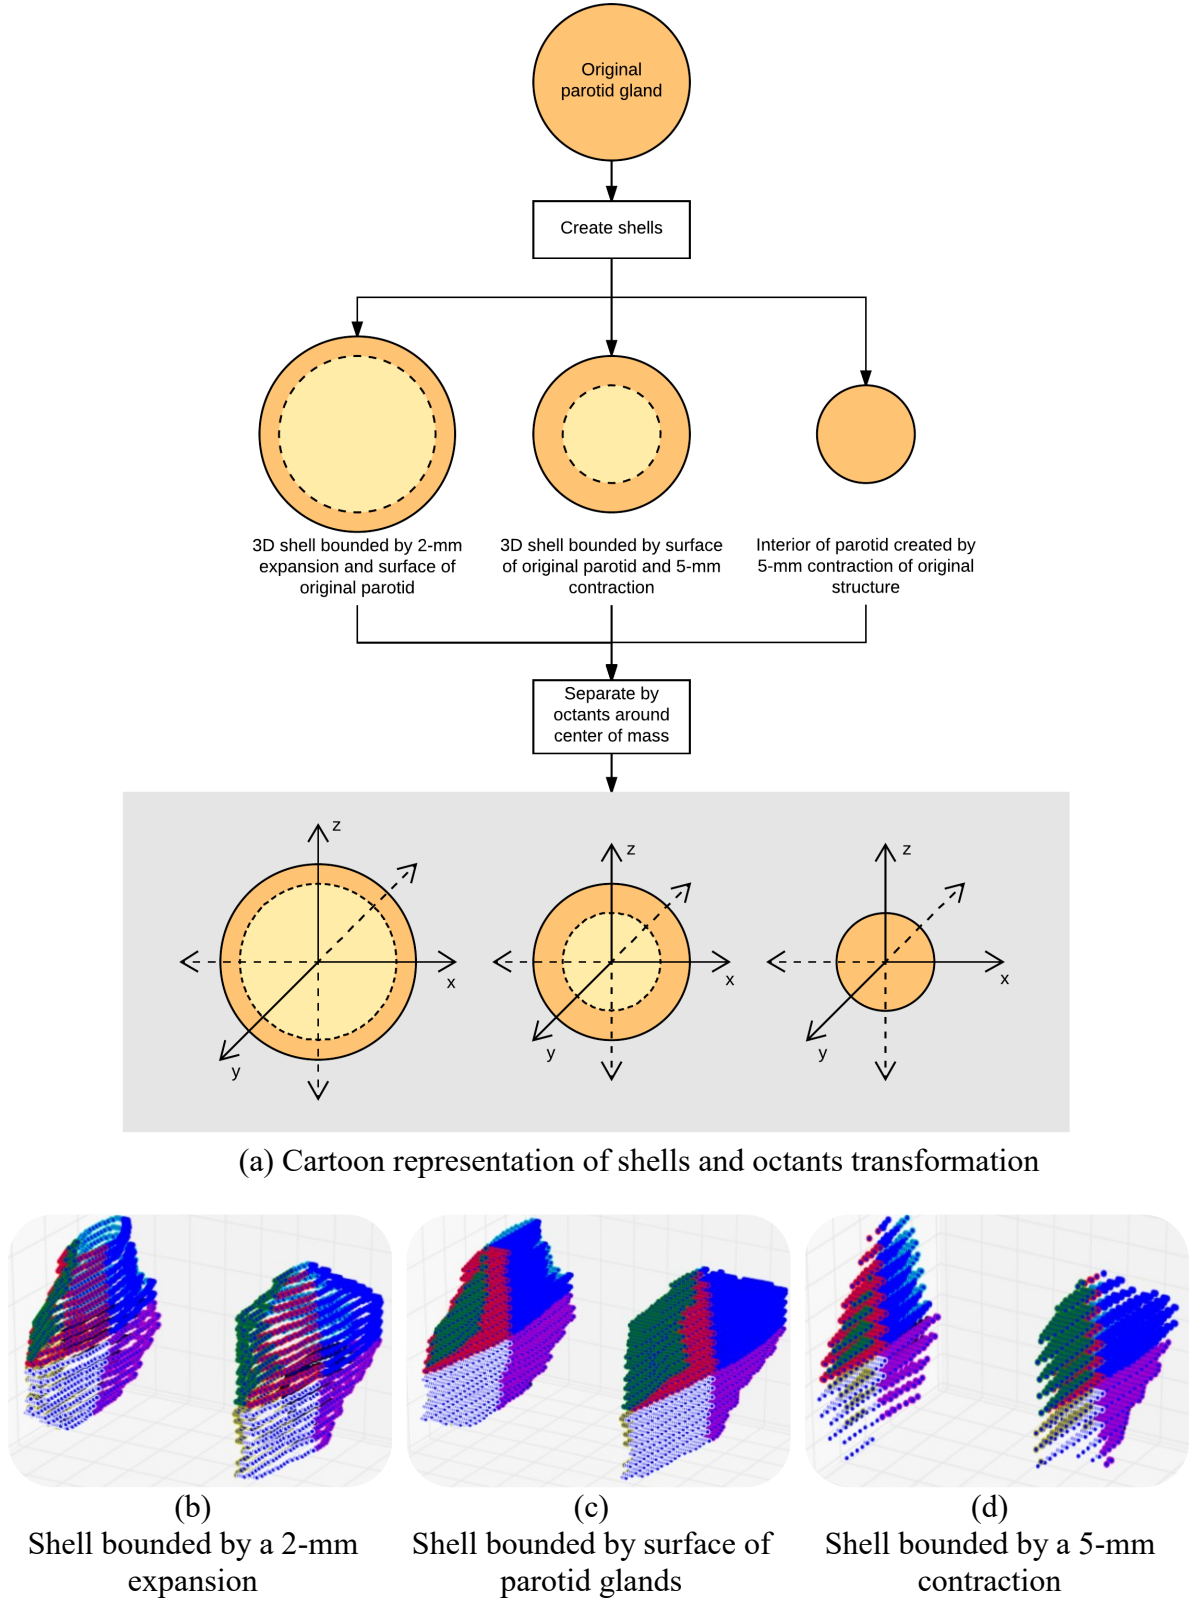 Original
parotid gland
Create shells
3D shell bounded by 2-mm
expansion and surface of
original parotid
3D shell bounded by surface
of original parotid and 5-mm
contraction
Interior of parotid created by
5-mm contraction of original
structure
Separate by
octants around
center of mass
z
x
y
z
x
y
z
x
y
(a) Cartoon representation of shells and octants transformation
(b)
Shell bounded by a 2-mm
expansion
(c)
Shell bounded by surface of
parotid glands
(d)
Shell bounded by a 5-mm
contraction